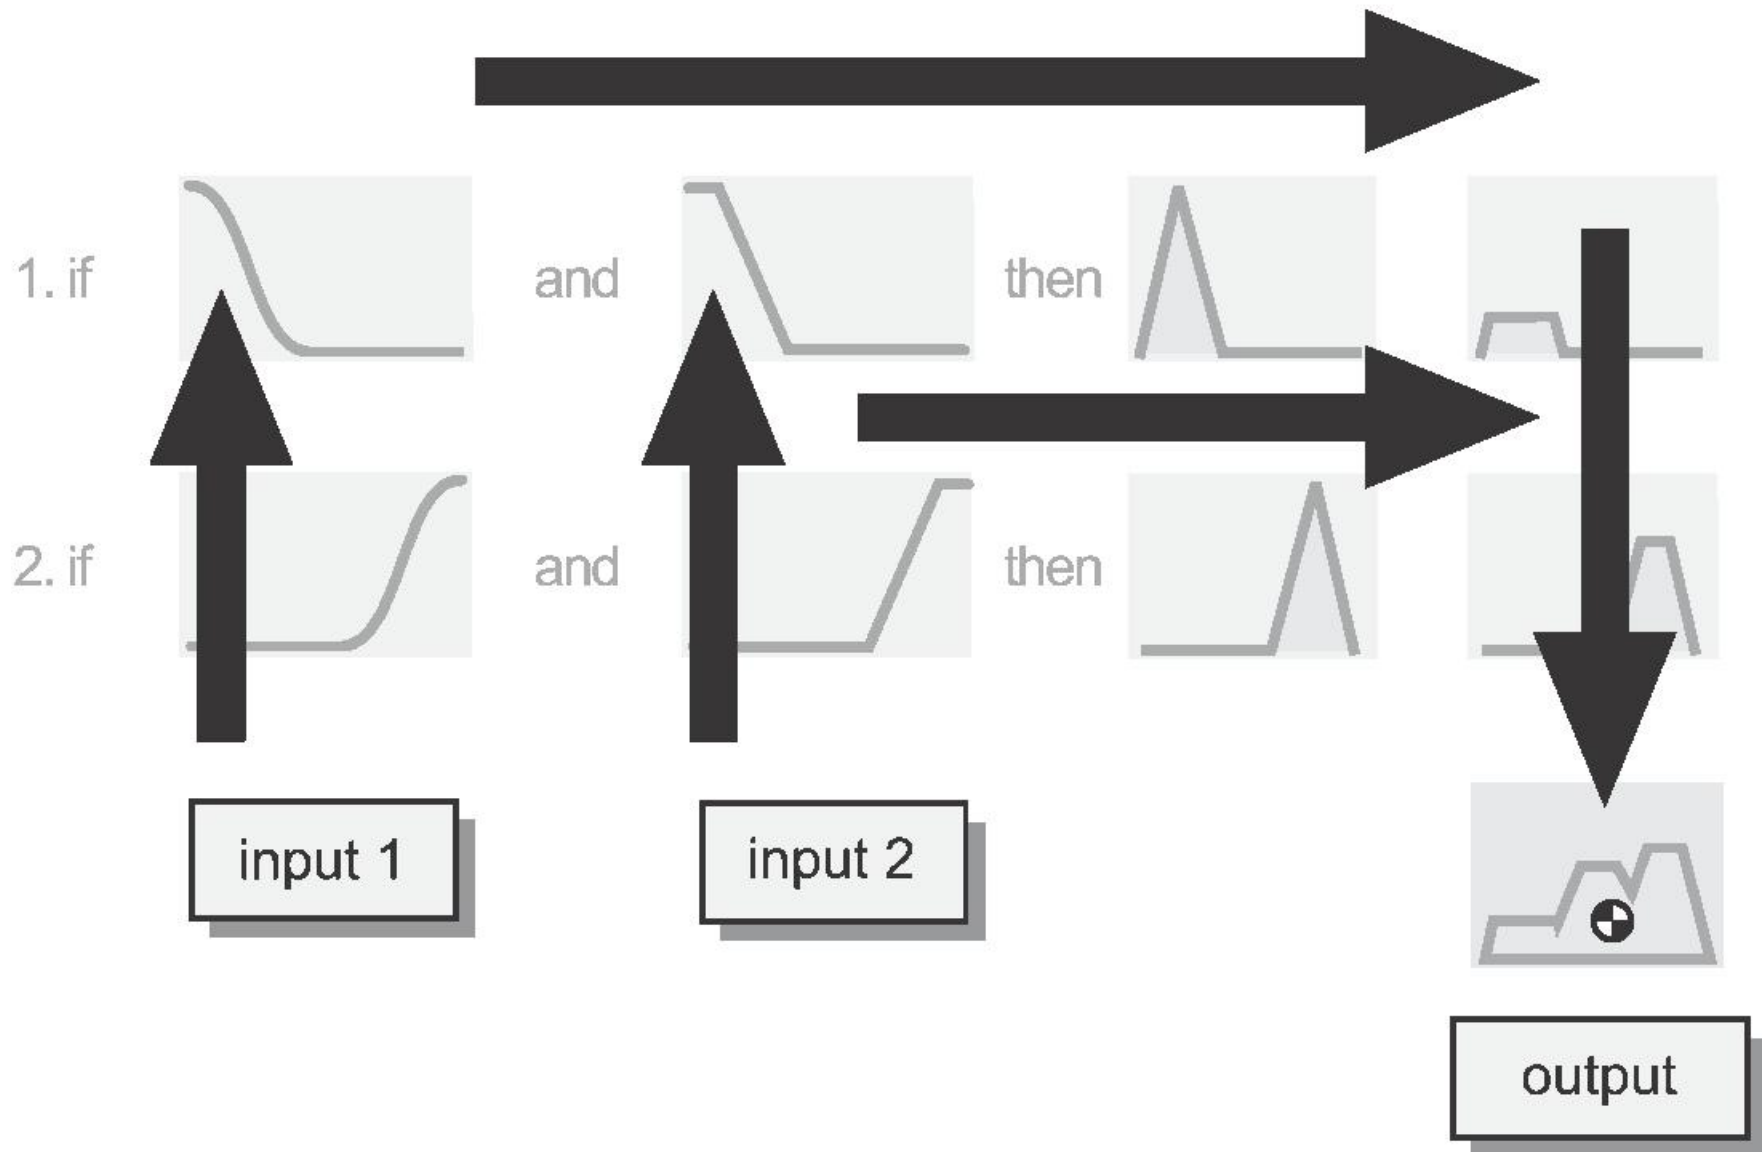 1. if and then
2. if and then
input 1 input 2
output